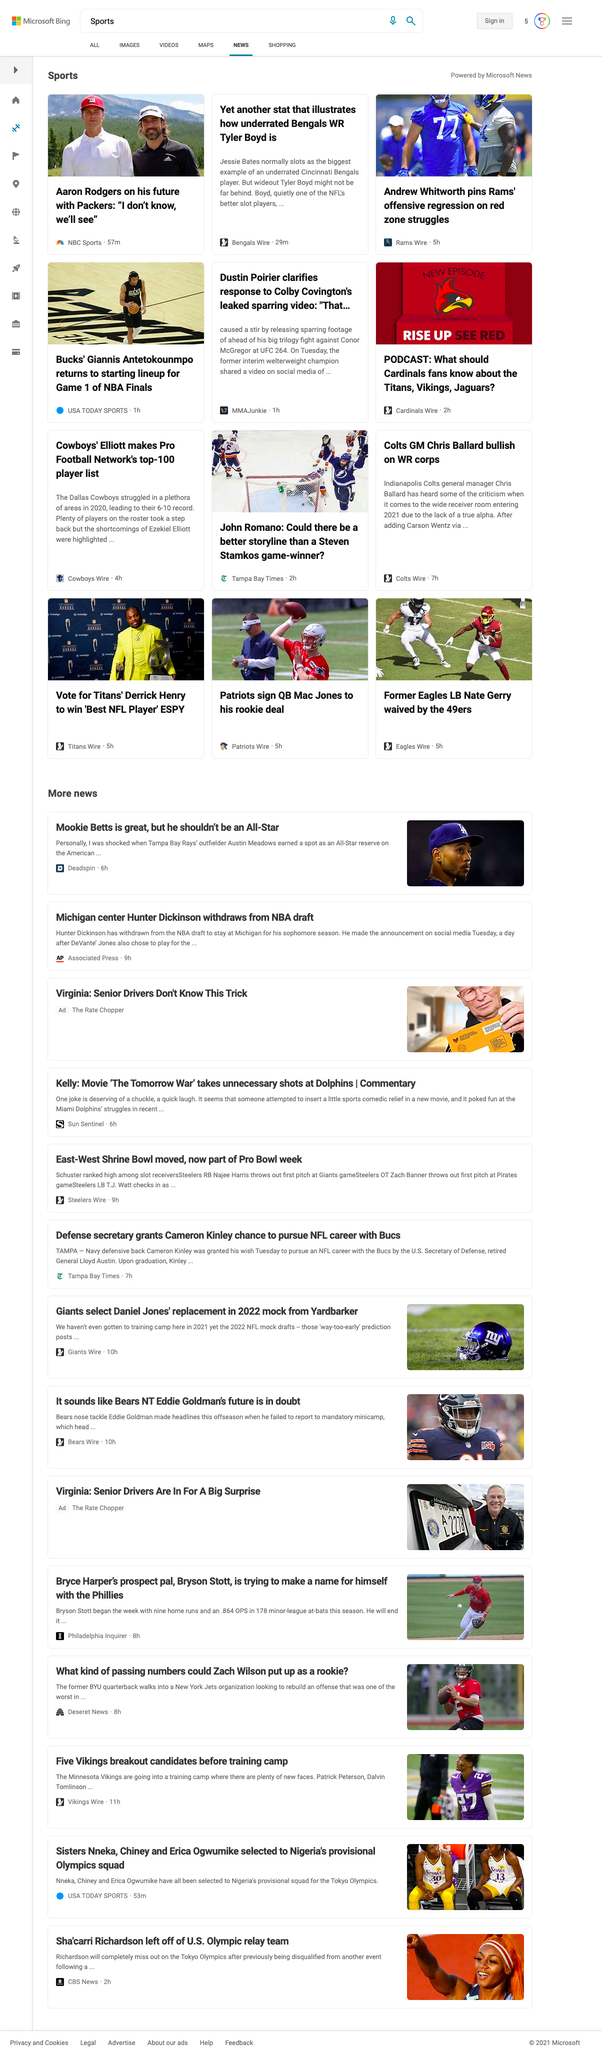 Microsoft Bing
Sports
Sign in
5
ALL IMAGES VIDEOS MAPS NEWS SHOPPING
Sports
Powered by Microsoft News
Aaron Rodgers on his future
with Packers: “I don’t know,
we’ll see”
NBC Sports · 57m
Yet another stat that illustrates
how underrated Bengals WR
Tyler Boyd is
Jessie Bates normally slots as the biggest
example of an underrated Cincinnati Bengals
player. But wideout Tyler Boyd might not be
far behind. Boyd, quietly one of the NFL's
better slot players, ...
Bengals Wire · 29m
77
Andrew Whitworth pins Rams'
offensive regression on red
zone struggles
Rams Wire · 5h
Bucks' Giannis Antetokounmpo
returns to starting lineup for
Game 1 of NBA Finals
USA TODAY SPORTS · 1h
Dustin Poirier clarifies
response to Colby Covington's
leaked sparring video: "That...
caused a stir by releasing sparring footage
of ahead of his big trilogy fight against Conor
McGregor at UFC 264. On Tuesday, the
former interim welterweight champion
shared a video on social media of ...
MMAJunkie · 1h
NEW EPISODE
RISE UP SEE RED
PODCAST: What should
Cardinals fans know about the
Titans, Vikings, Jaguars?
Cardinals Wire · 2h
Cowboys' Elliott makes Pro
Football Network's top-100
player list
The Dallas Cowboys struggled in a plethora
of areas in 2020, leading to their 6-10 record.
Plenty of players on the roster took a step
back but the shortcomings of Ezekiel Elliott
were highlighted ...
Cowboys Wire · 4h
John Romano: Could there be a
better storyline than a Steven
Stamkos game-winner?
Tampa Bay Times · 2h
Colts GM Chris Ballard bullish
on WR corps
Indianapolis Colts general manager Chris
Ballard has heard some of the criticism when
it comes to the wide receiver room entering
2021 due to the lack of a true alpha. After
adding Carson Wentz via ...
Colts Wire · 7h
Vote for Titans' Derrick Henry
to win 'Best NFL Player' ESPY
Titans Wire · 5h
Patriots sign QB Mac Jones to
his rookie deal
Patriots Wire · 5h
47
Former Eagles LB Nate Gerry
waived by the 49ers
Eagles Wire · 5h
More news
Mookie Betts is great, but he shouldn't be an All-Star
Personally, I was shocked when Tampa Bay Rays' outfielder Austin Meadows earned a spot as an All-Star reserve on
the American ...
Deadspin · 6h
Michigan center Hunter Dickinson withdraws from NBA draft
Hunter Dickinson has withdrawn from the NBA draft to stay at Michigan for his sophomore season. He made the announcement on social media Tuesday, a day
after DeVante' Jones also chose to play for the ...
AP Associated Press · 9h
Virginia: Senior Drivers Don't Know This Trick
Ad The Rate Chopper
Kelly: Movie 'The Tomorrow War' takes unnecessary shots at Dolphins | Commentary
One joke is deserving of a chuckle, a quick laugh. It seems that someone attempted to insert a little sports comedic relief in a new movie, and it poked fun at the
Miami Dolphins' struggles in recent ...
Sun Sentinel · 6h
East-West Shrine Bowl moved, now part of Pro Bowl week
Schuster ranked high among slot receiversSteelers RB Najee Harris throws out first pitch at Giants gameSteelers OT Zach Banner throws out first pitch at Pirates
gameSteelers LB T.J. Watt checks in as ...
Steelers Wire · 9h
Defense secretary grants Cameron Kinley chance to pursue NFL career with Bucs
TAMPA — Navy defensive back Cameron Kinley was granted his wish Tuesday to pursue an NFL career with the Bucs by the U.S. Secretary of Defense, retired
General Lloyd Austin. Upon graduation, Kinley ...
Tampa Bay Times · 7h
Giants select Daniel Jones' replacement in 2022 mock from Yardbarker
We haven't even gotten to training camp here in 2021 yet the 2022 NFL mock drafts – those 'way-too-early' prediction
posts ...
Giants Wire · 10h
It sounds like Bears NT Eddie Goldman's future is in doubt
Bears nose tackle Eddie Goldman made headlines this offseason when he failed to report to mandatory minicamp,
which head ...
Bears Wire · 10h
Virginia: Senior Drivers Are In For A Big Surprise
Ad The Rate Chopper
Bryce Harper's prospect pal, Bryson Stott, is trying to make a name for himself
with the Phillies
Bryson Stott began the week with nine home runs and an .864 OPS in 178 minor-league at-bats this season. He will end
it ...
Philadelphia Inquirer · 8h
What kind of passing numbers could Zach Wilson put up as a rookie?
The former BYU quarterback walks into a New York Jets organization looking to rebuild an offense that was one of the
worst in ...
Deseret News · 8h
Five Vikings breakout candidates before training camp
The Minnesota Vikings are going into a training camp where there are plenty of new faces. Patrick Peterson, Dalvin
Tomlinson ...
Vikings Wire · 11h
27
Sisters Nneka, Chiney and Erica Ogwumike selected to Nigeria's provisional
Olympics squad
Nneka, Chiney and Erica Ogwumike have all been selected to Nigeria's provisional squad for the Tokyo Olympics.
USA TODAY SPORTS · 53m
13
Sha'carri Richardson left off of U.S. Olympic relay team
Richardson will completely miss out on the Tokyo Olympics after previously being disqualified from another event
following a ...
CBS News · 2h
Privacy and Cookies Legal Advertise About our ads Help Feedback © 2021 Microsoft